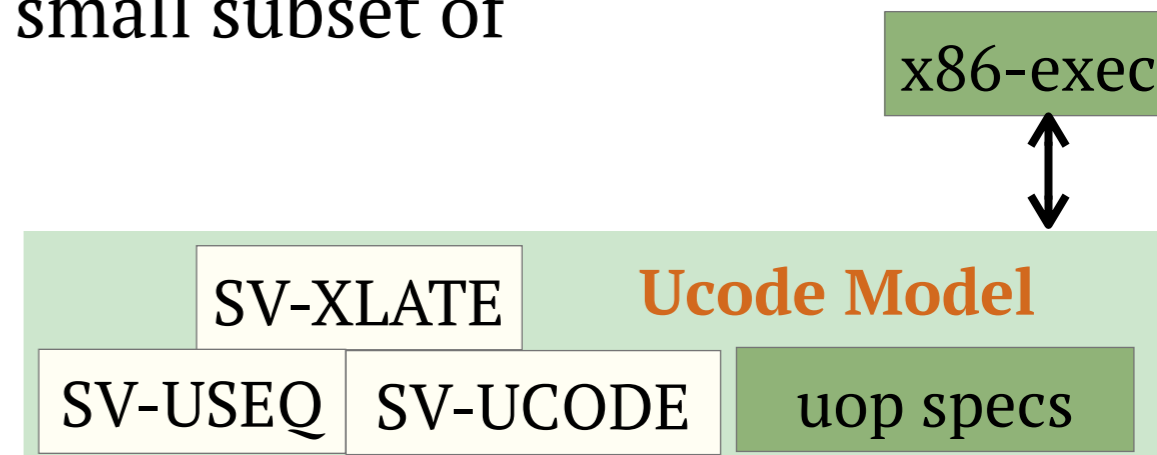 small subset of
x86-exec
SV-XLATE
Ucode Model
SV-USEQ
SV-UCODE
uop specs